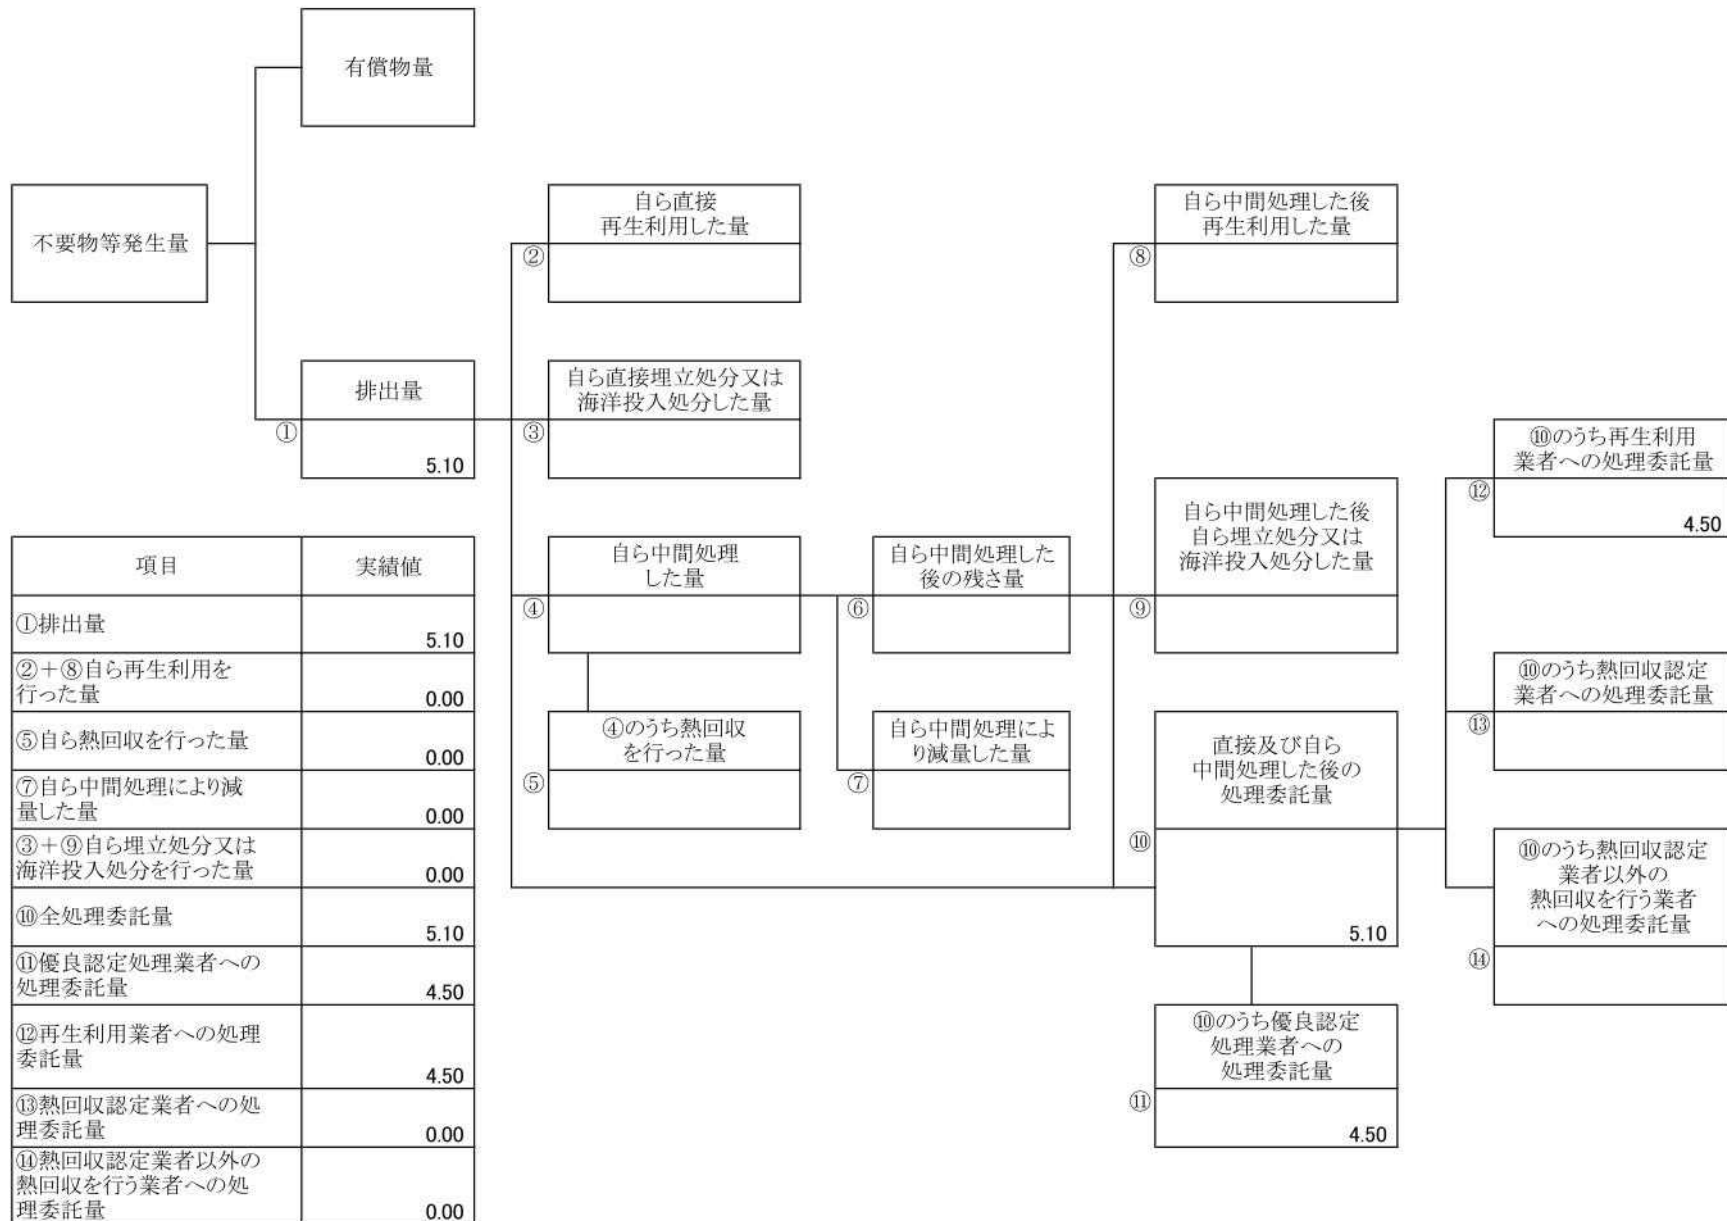 有償物量
不要物等発生量
自ら直接
再生利用した量
②
自ら中間処理した後
再生利用した量
⑧
排出量
①
5.10
自ら直接埋立処分又は
海洋投入処分した量
③
⑩のうち再生利用
業者への処理委託量
⑫
4.50
自ら中間処理
した量
④
自ら中間処理した
後の残さ量
⑥
自ら中間処理した後
自ら埋立処分又は
海洋投入処分した量
⑨
⑩のうち熱回収認定
業者への処理委託量
⑬
④のうち熱回収
を行った量
⑤
自ら中間処理によ
り減量した量
⑦
直接及び自ら
中間処理した後の
処理委託量
⑩
5.10
⑩のうち熱回収認定
業者以外の
熱回収を行う業者
への処理委託量
⑭
⑩のうち優良認定
処理業者への
処理委託量
⑪
4.50
項目 実績値
①排出量
5.10
②＋⑧自ら再生利用を
行った量
0.00
⑤自ら熱回収を行った量
0.00
⑦自ら中間処理により減
量した量
0.00
③＋⑨自ら埋立処分又は
海洋投入処分を行った量
0.00
⑩全処理委託量
5.10
⑪優良認定処理業者への
処理委託量
4.50
⑫再生利用業者への処理
委託量
4.50
⑬熱回収認定業者への処
理委託量
0.00
⑭熱回収認定業者以外の
熱回収を行う業者への処
理委託量
0.00